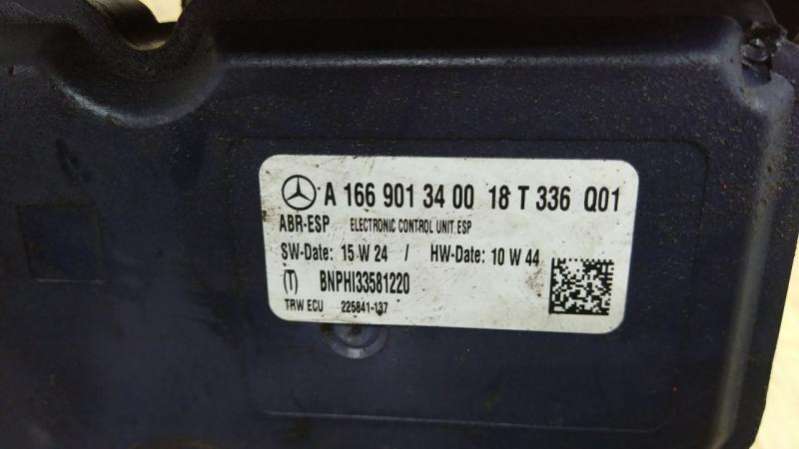 A 166 901 34 00 18 T 336 Q01
ABR-ESP ELECTRONIC CONTROL UNIT, ESP
SW-Date: 15 W 24 / HW-Date: 10 W 44
(T) BNPHI33581220
TRW ECU 225841-137